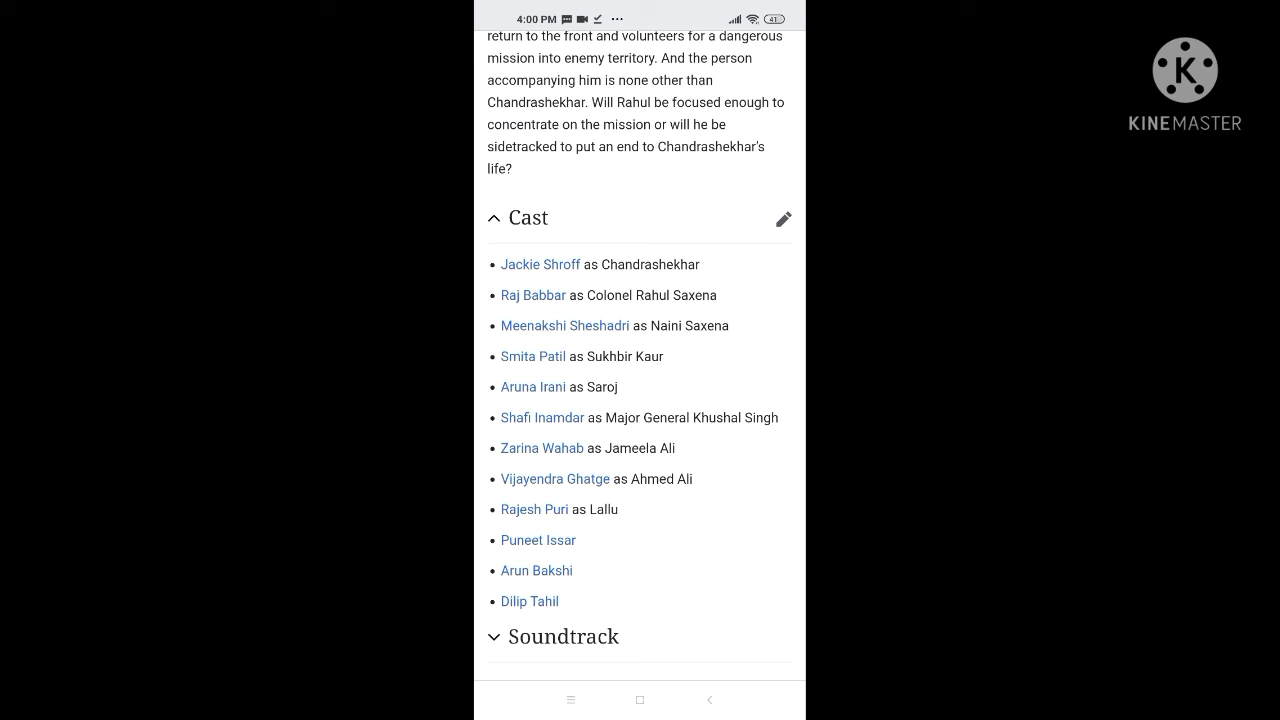 4:00 PM
41
return to the front and volunteers for a dangerous
mission into enemy territory. And the person
accompanying him is none other than
Chandrashekhar. Will Rahul be focused enough to
concentrate on the mission or will he be
sidetracked to put an end to Chandrashekhar's
life?
Cast
• Jackie Shroff as Chandrashekhar
• Raj Babbar as Colonel Rahul Saxena
• Meenakshi Sheshadri as Naini Saxena
• Smita Patil as Sukhbir Kaur
• Aruna Irani as Saroj
• Shafi Inamdar as Major General Khushal Singh
• Zarina Wahab as Jameela Ali
• Vijayendra Ghatge as Ahmed Ali
• Rajesh Puri as Lallu
• Puneet Issar
• Arun Bakshi
• Dilip Tahil
Soundtrack
K
KINEMASTER